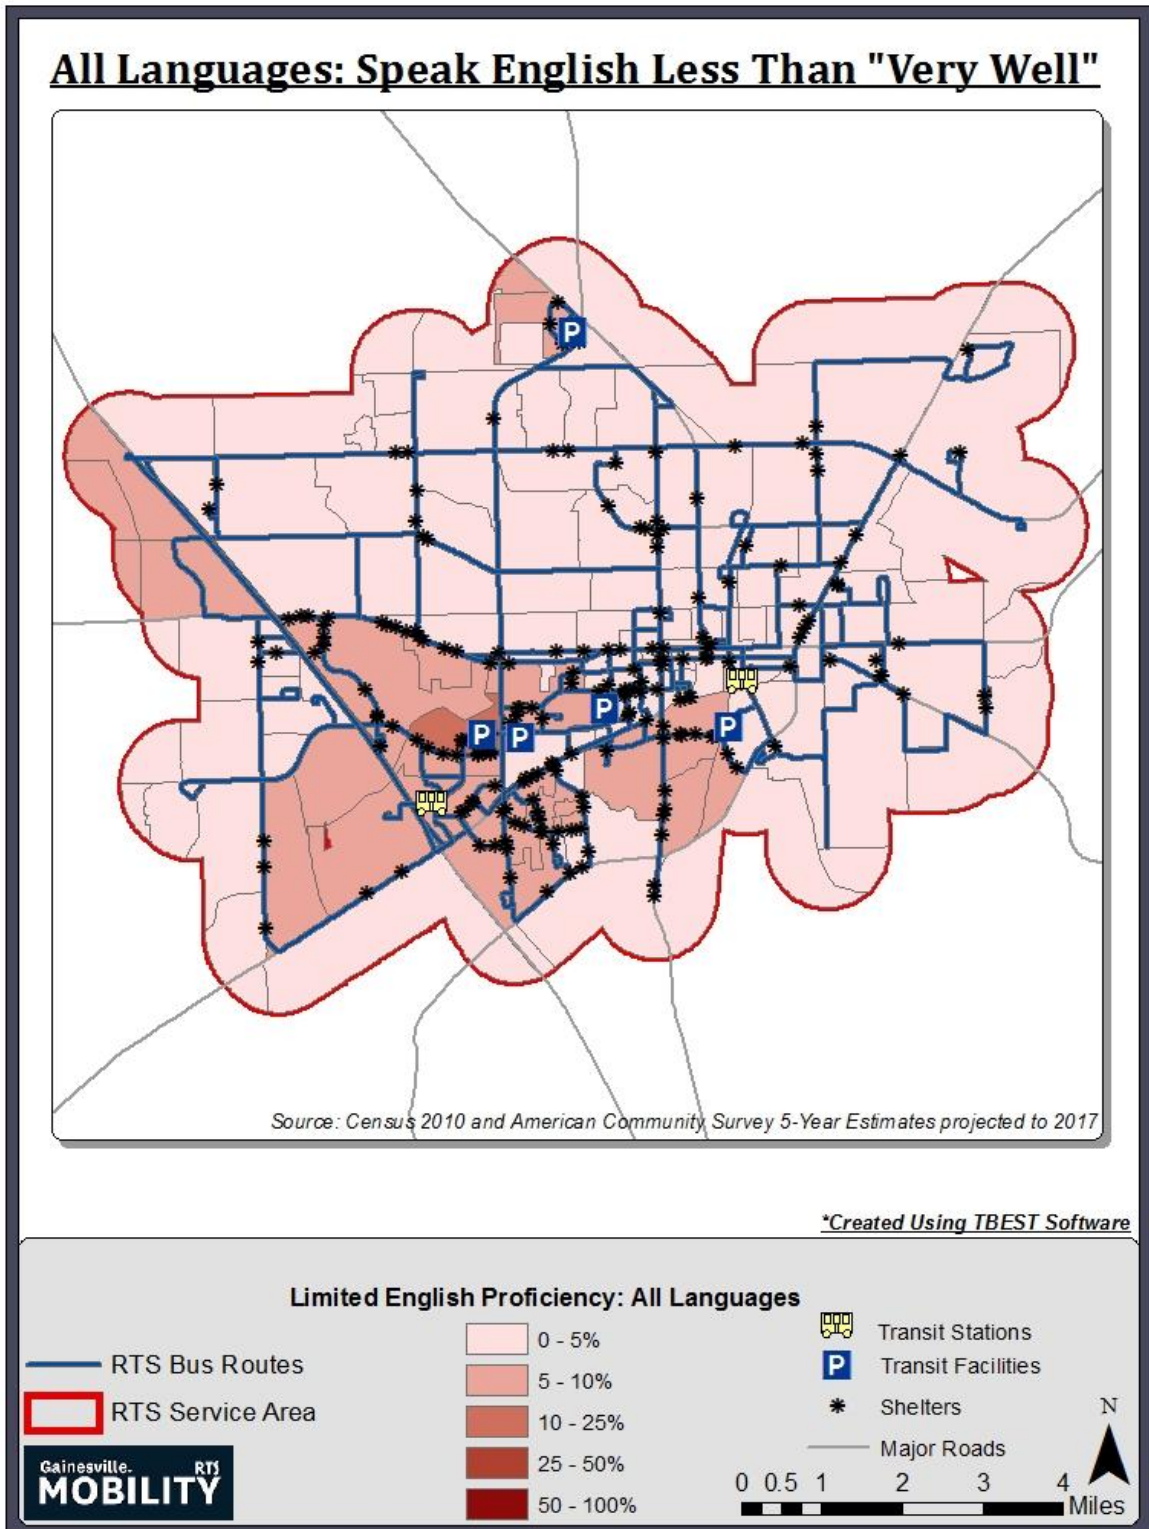 All Languages: Speak English Less Than "Very Well"
P
P
P
P
P
Source: Census 2010 and American Community Survey 5-Year Estimates projected to 2017
*Created Using TBEST Software
Limited English Proficiency: All Languages
RTS Bus Routes
RTS Service Area
Gainesville. RTS
MOBILITY
0 - 5%
5 - 10%
10 - 25%
25 - 50%
50 - 100%
Transit Stations
P Transit Facilities
Shelters
Major Roads
N
0 0.5 1 2 3 4
Miles